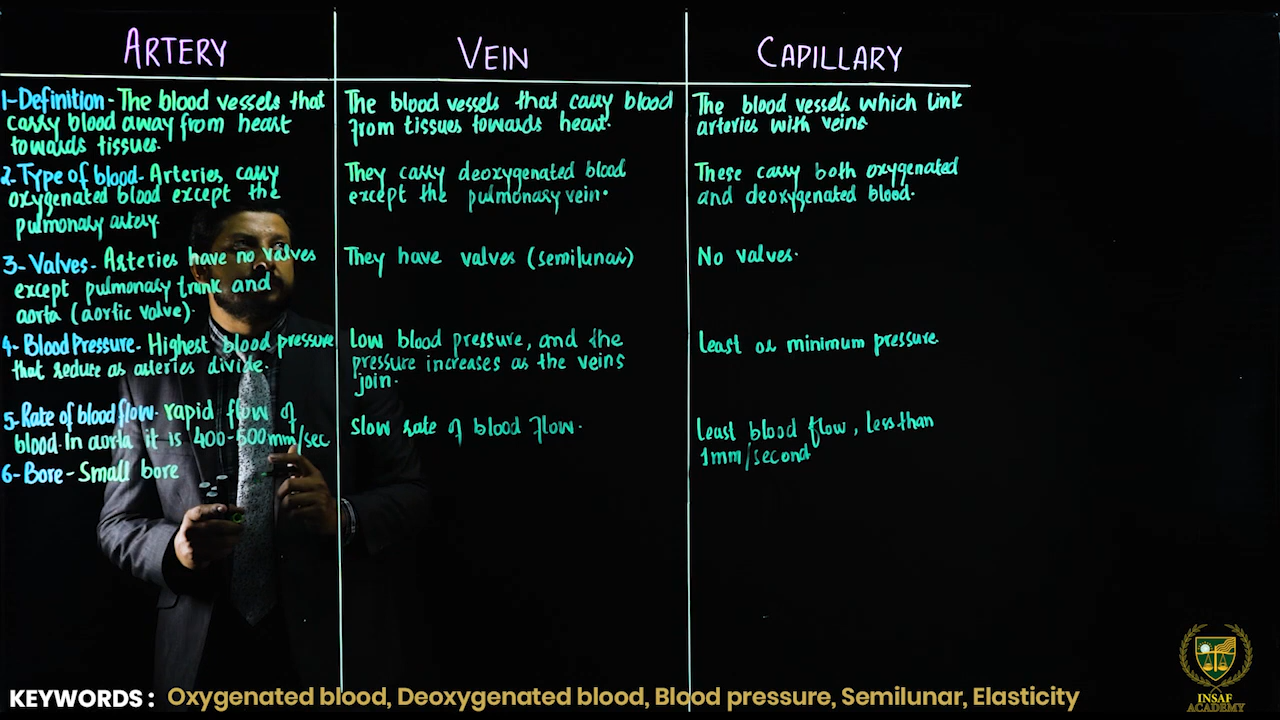 ARTERY
VEIN
CAPILLARY
1-Definition- The blood vessels that
carry blood away from heart
towards tissues.
The blood vessels that carry blood
from tissues towards heart.
The blood vessels which link
arteries with veins
2-Type of blood- Arteries carry
oxygenated blood except the
pulmonary artery.
They carry deoxygenated blood
except the pulmonary vein.
These carry both oxygenated
and deoxygenated blood.
3-Valves- Arteries have no valves
except pulmonary trunk and
aorta (aortic valve).
They have valves (semilunar)
No valves.
4-Blood Pressure- Highest blood pressure
that reduce as arteries divide.
Low blood pressure, and the
pressure increases as the veins
join.
Least or minimum pressure.
5-Rate of blood flow- rapid flow of
blood. In aorta it is 400-500mm/sec
Slow rate of blood flow.
Least blood flow, less than
1mm/second
6-Bore- Small bore
KEYWORDS: Oxygenated blood, Deoxygenated blood, Blood pressure, Semilunar, Elasticity
INSAF
ACADEMY